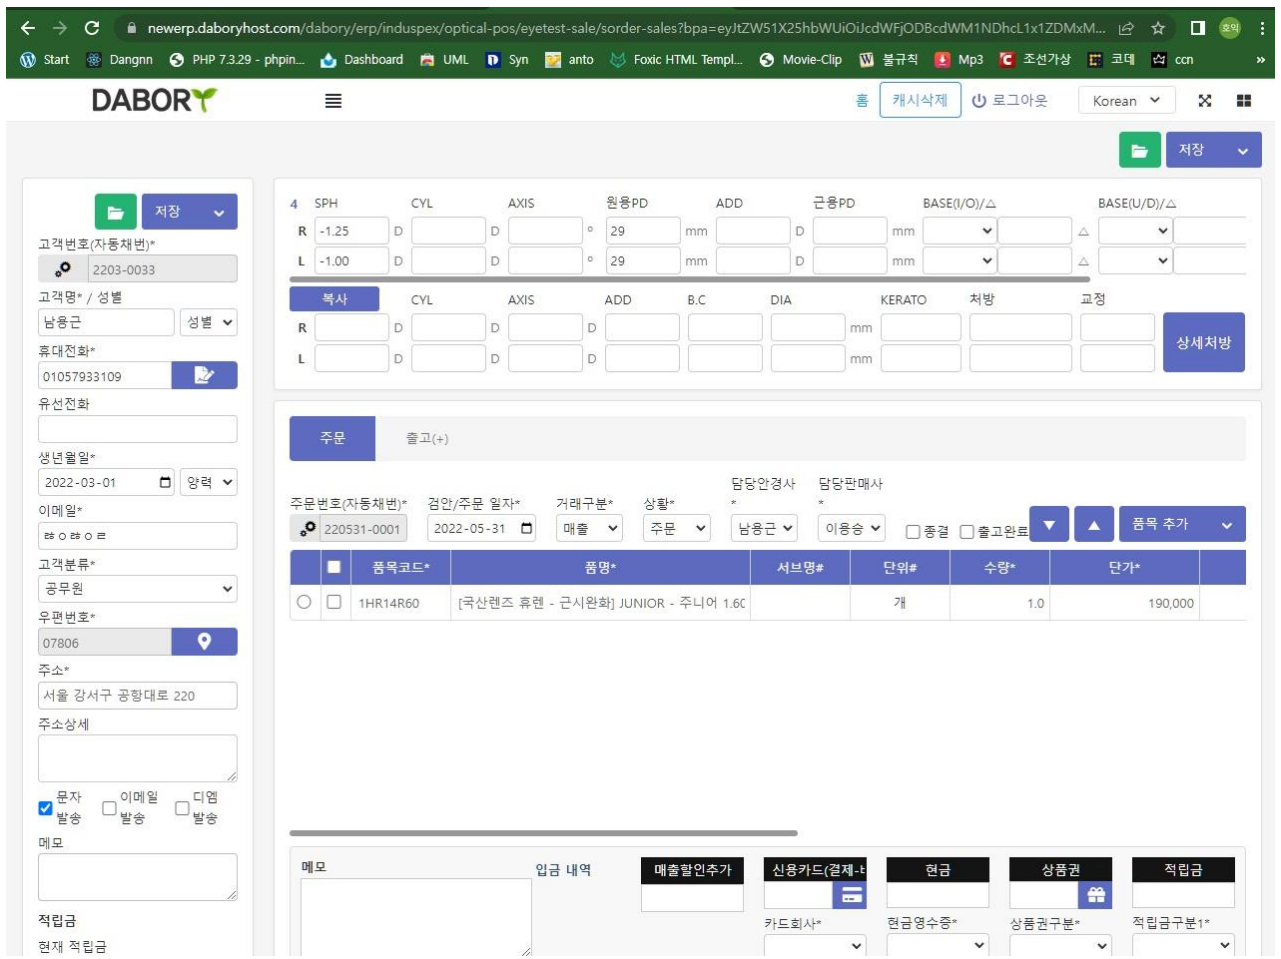 newerp.daboryhost.com/dabory/erp/induspex/optical-pos/eyetest-sale/sorder-sales?bpa=eyJtZW51X25hbWUiOiJcdWFjODBcdWM1NDhcL1x1ZDMxM... 호익
Start Dangnn PHP 7.3.29 - phpin... Dashboard UML Syn anto Foxic HTML Templ... Movie-Clip 불규칙 Mp3 조선가상 코데 ccn »
DABORY 홈 캐시삭제 로그아웃 Korean
저장
저장
고객번호(자동채번)*
2203-0033
고객명* / 성별
남용근 성별
휴대전화*
01057933109
유선전화
생년월일*
2022-03-01 양력
이메일*
ㅎㅎㅇㅎㅎㅇㄹ
고객분류*
공무원
우편번호*
07806
주소*
서울 강서구 공항대로 220
주소상세
문자 발송 이메일 발송 디엠 발송
메모
적립금
현재 적립금
4 SPH CYL AXIS 원용PD ADD 근용PD BASE(I/O)/△ BASE(U/D)/△
R -1.25 D D ° 29 mm D mm △
L -1.00 D D ° 29 mm D mm △
복사 CYL AXIS ADD B.C DIA KERATO 처방 교정
R D D D mm
L D D D mm
상세처방
주문 출고(+)
주문번호(자동채번)* 검안/주문 일자* 거래구분* 상황* 담당안경사* 담당판매사*
220531-0001 2022-05-31 매출 주문 남용근 이용승 종결 출고완료 ▼ ▲ 품목 추가
품목코드* 품명* 서브명# 단위# 수량* 단가*
1HR14R60 [국산렌즈 휴렌 - 근시완화] JUNIOR - 주니어 1.60 개 1.0 190,000
메모 입금 내역 매출할인추가 신용카드(결제-ㅂ 현금 상품권 적립금
카드회사* 현금영수증* 상품권구분* 적립금구분1*